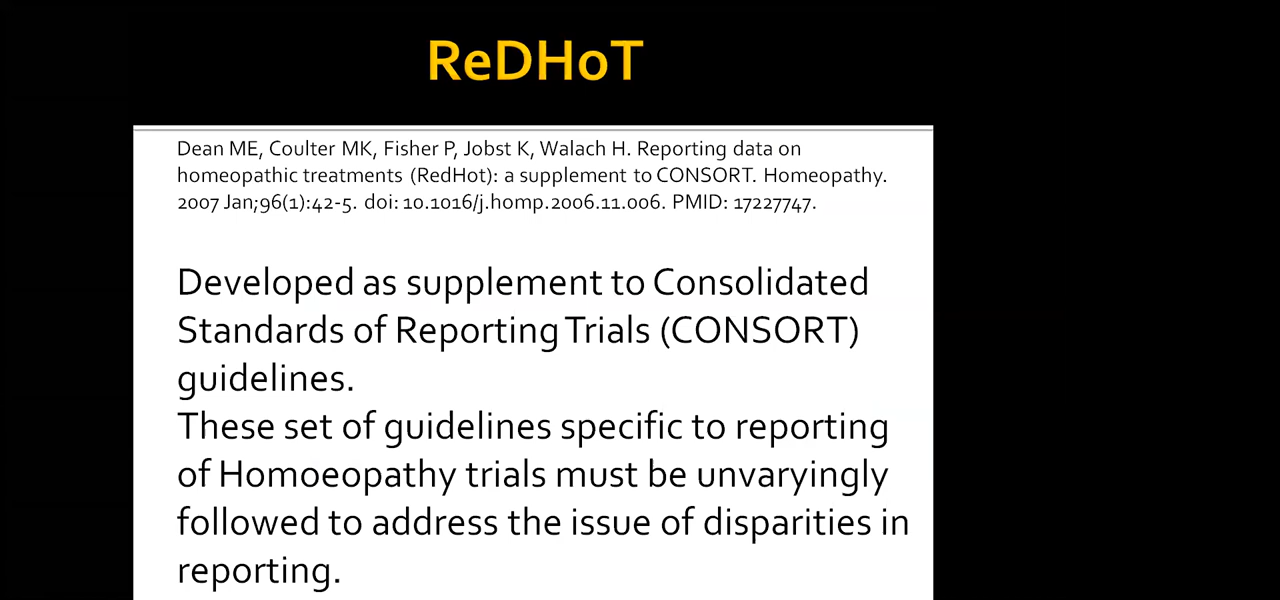 ReDHoT
Dean ME, Coulter MK, Fisher P, Jobst K, Walach H. Reporting data on
homeopathic treatments (RedHot): a supplement to CONSORT. Homeopathy.
2007 Jan;96(1):42-5. doi: 10.1016/j.homp.2006.11.006. PMID: 17227747.
Developed as supplement to Consolidated
Standards of Reporting Trials (CONSORT)
guidelines.
These set of guidelines specific to reporting
of Homoeopathy trials must be unvaryingly
followed to address the issue of disparities in
reporting.